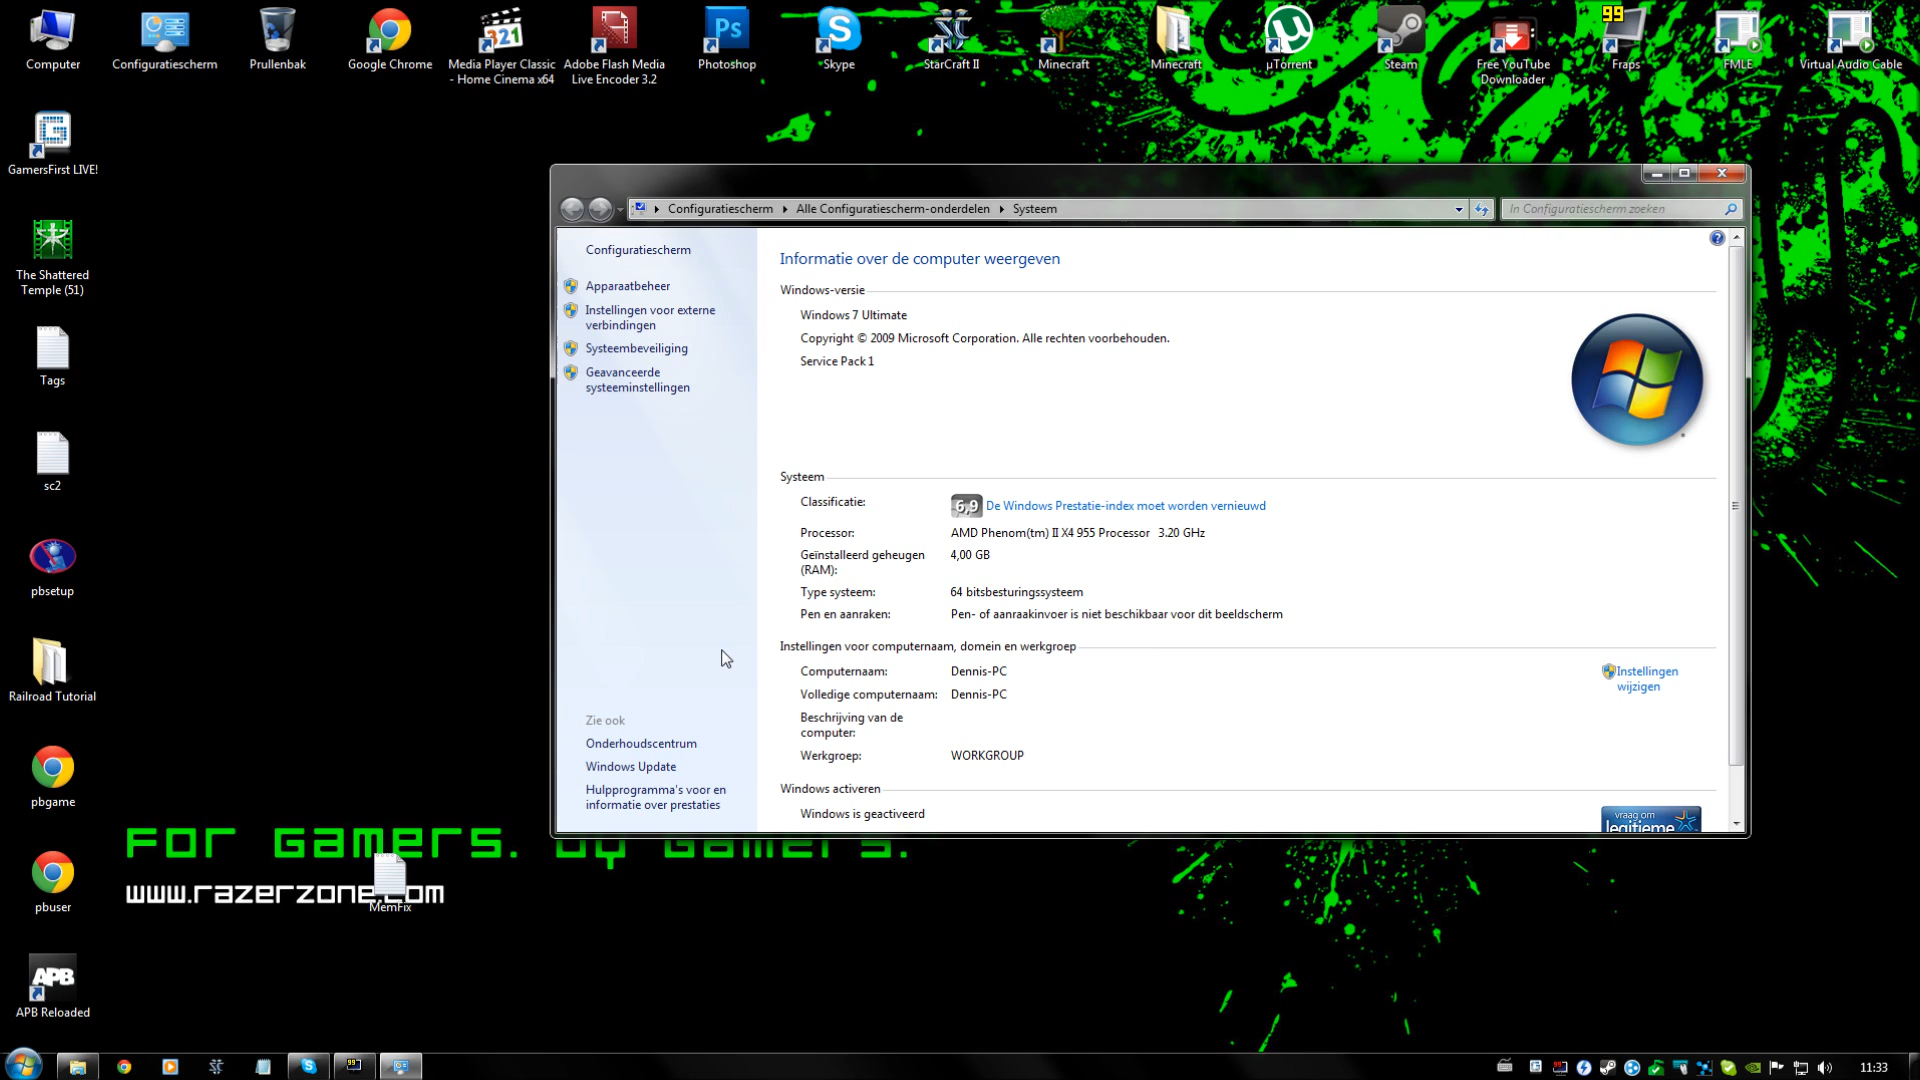 Computer
Configuratiescherm
Prullenbak
Google Chrome
Media Player Classic
- Home Cinema x64
321
Adobe Flash Media
Live Encoder 3.2
Ps
Photoshop
Skype
StarCraft II
Minecraft
Minecraft
µTorrent
Steam
Free YouTube
Downloader
99
Fraps
FMLE
Virtual Audio Cable
GamersFirst LIVE!
The Shattered
Temple (51)
Tags
sc2
pbsetup
Railroad Tutorial
pbgame
pbuser
APB
APB Reloaded
MemFix
For Gamers. By Gamers.
www.razerzone.com
Configuratiescherm
Alle Configuratiescherm-onderdelen
Systeem
In Configuratiescherm zoeken
Configuratiescherm
Apparaatbeheer
Instellingen voor externe
verbindingen
Systeembeveiliging
Geavanceerde
systeeminstellingen
Zie ook
Onderhoudscentrum
Windows Update
Hulpprogramma's voor en
informatie over prestaties
Informatie over de computer weergeven
Windows-versie
Windows 7 Ultimate
Copyright © 2009 Microsoft Corporation. Alle rechten voorbehouden.
Service Pack 1
Systeem
Classificatie: 6,9 De Windows Prestatie-index moet worden vernieuwd
Processor: AMD Phenom(tm) II X4 955 Processor 3.20 GHz
Geïnstalleerd geheugen 4,00 GB
(RAM):
Type systeem: 64 bitsbesturingssysteem
Pen en aanraken: Pen- of aanraakinvoer is niet beschikbaar voor dit beeldscherm
Instellingen voor computernaam, domein en werkgroep
Computernaam: Dennis-PC
Instellingen
wijzigen
Volledige computernaam: Dennis-PC
Beschrijving van de
computer:
Werkgroep: WORKGROUP
Windows activeren
Windows is geactiveerd
vraag om
legitieme
11:33